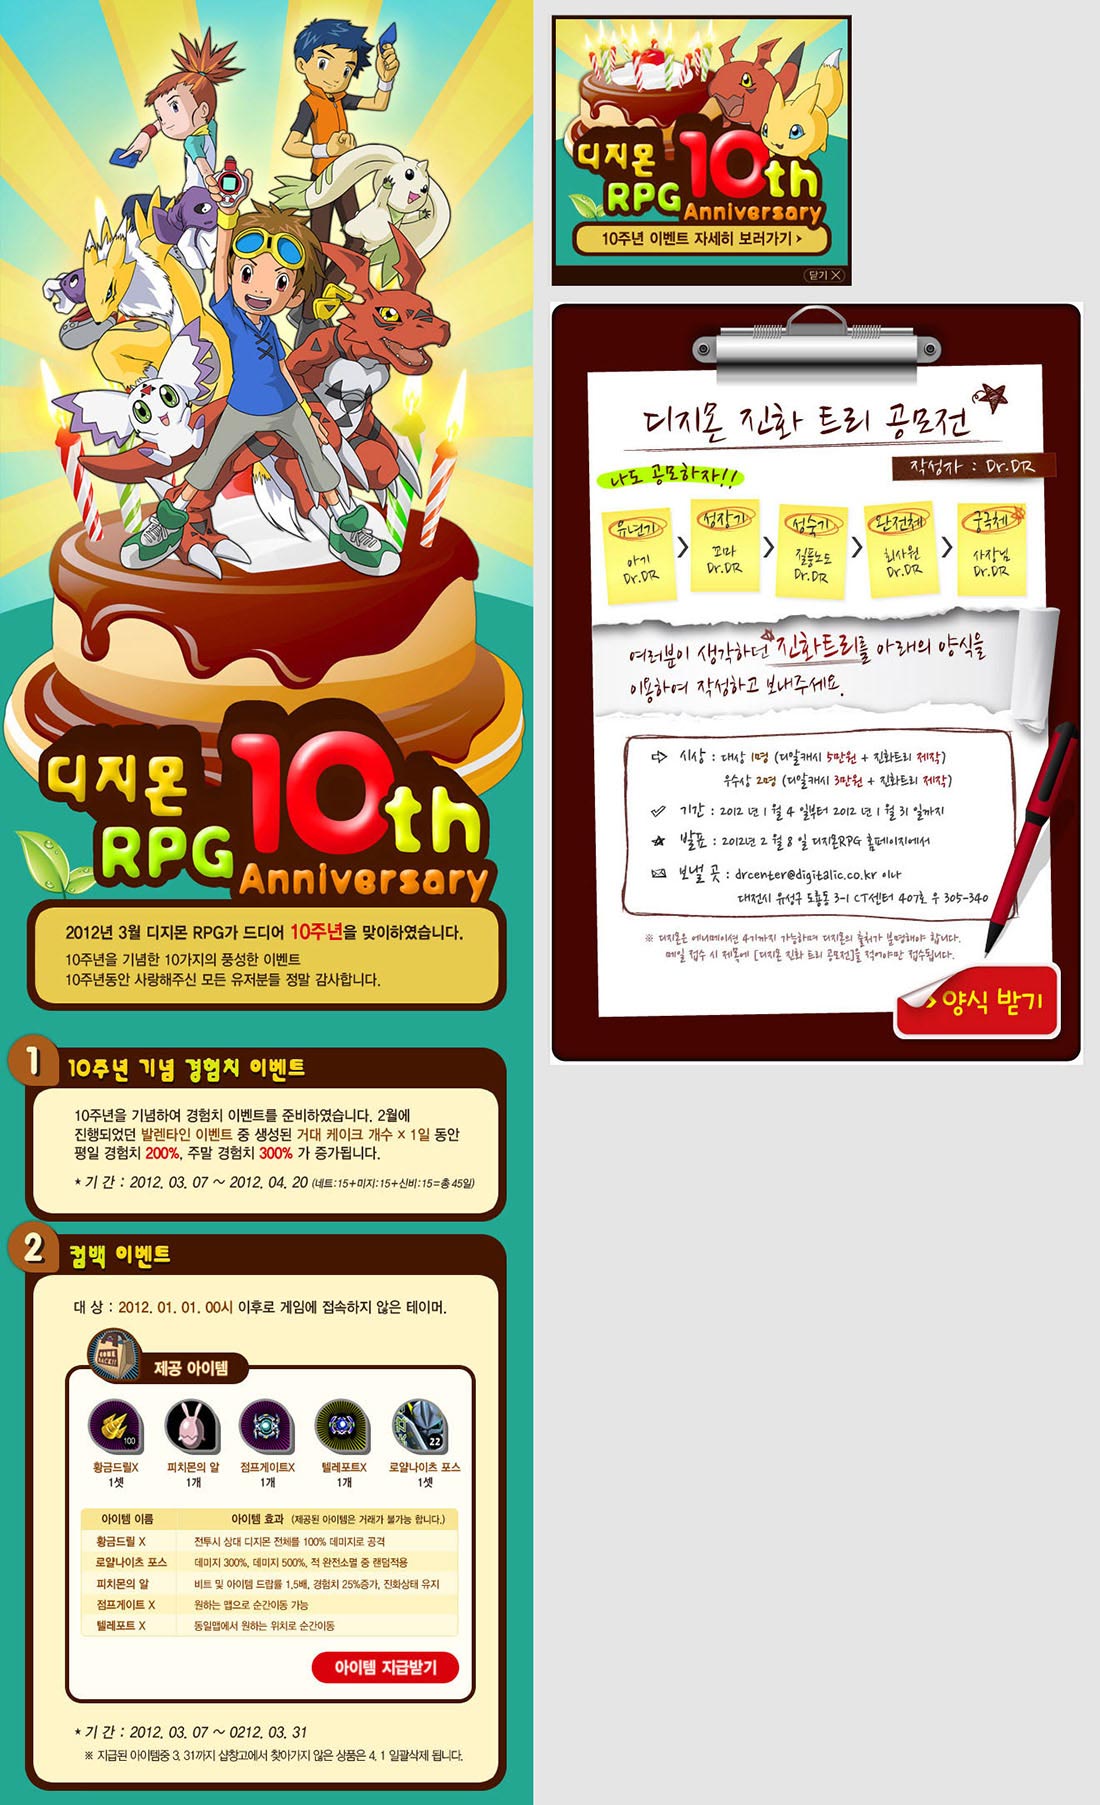 디지몬
RPG
10th
Anniversary
2012년 3월 디지몬 RPG가 드디어 10주년을 맞이하였습니다.
10주년을 기념한 10가지의 풍성한 이벤트
10주년동안 사랑해주신 모든 유저분들 정말 감사합니다.
1
10주년 기념 경험치 이벤트
10주년을 기념하여 경험치 이벤트를 준비하였습니다. 2월에
진행되었던 발렌타인 이벤트 중 생성된 거대 케이크 개수 x 1일 동안
평일 경험치 200%, 주말 경험치 300% 가 증가됩니다.
* 기 간 : 2012. 03. 07 ~ 2012. 04. 20 (네트:15+미지:15+신비:15=총 45일)
2
컴백 이벤트
대 상 : 2012. 01. 01. 00시 이후로 게임에 접속하지 않은 테이머.
COME
BACK!!
제공 아이템
100
22
황금드릴X 피치몬의 알 점프게이트X 텔레포트X 로얄나이츠 포스
1셋 1개 1개 1개 1셋
아이템 이름 아이템 효과 (제공된 아이템은 거래가 불가능 합니다.)
황금드릴 X 전투시 상대 디지몬 전체를 100% 데미지로 공격
로얄나이츠 포스 데미지 300%, 데미지 500%, 적 완전소멸 중 랜덤적용
피치몬의 알 비트 및 아이템 드랍률 1.5배, 경험치 25%증가, 진화상태 유지
점프게이트 X 원하는 맵으로 순간이동 가능
텔레포트 X 동일맵에서 원하는 위치로 순간이동
아이템 지급받기
* 기 간 : 2012. 03. 07 ~ 0212. 03. 31
※ 지급된 아이템중 3. 31까지 샵창고에서 찾아가지 않은 상품은 4. 1 일괄삭제 됩니다.
디지몬
RPG
10th
Anniversary
10주년 이벤트 자세히 보러가기 >
닫기 X
디지몬 진화 트리 공모전
작성자 : Dr.DR
나도 공모하자!!
유년기 > 성장기 > 성숙기 > 완전체 > 궁극체
아기 꼬마 질풍노도 회사원 사장님
Dr.DR Dr.DR Dr.DR Dr.DR Dr.DR
여러분이 생각하던 진화트리를 아래의 양식을
이용하여 작성하고 보내주세요.
시상 : 대상 1명 (디알캐시 5만원 + 진화트리 제작)
우수상 2명 (디알캐시 3만원 + 진화트리 제작)
기간 : 2012 년 1 월 4 일부터 2012 년 1 월 31 일까지
발표 : 2012년 2 월 8 일 디지몬RPG 홈페이지에서
보낼 곳 : drcenter@digitalic.co.kr 이나
대전시 유성구 도룡동 3-1 CT센터 407호 우 305-340
※ 디지몬은 애니메이션 4기까지 가능하며 디지몬의 출처가 분명해야 합니다.
메일 접수 시 제목에 [디지몬 진화 트리 공모전]을 적어야만 접수됩니다.
> 양식 받기